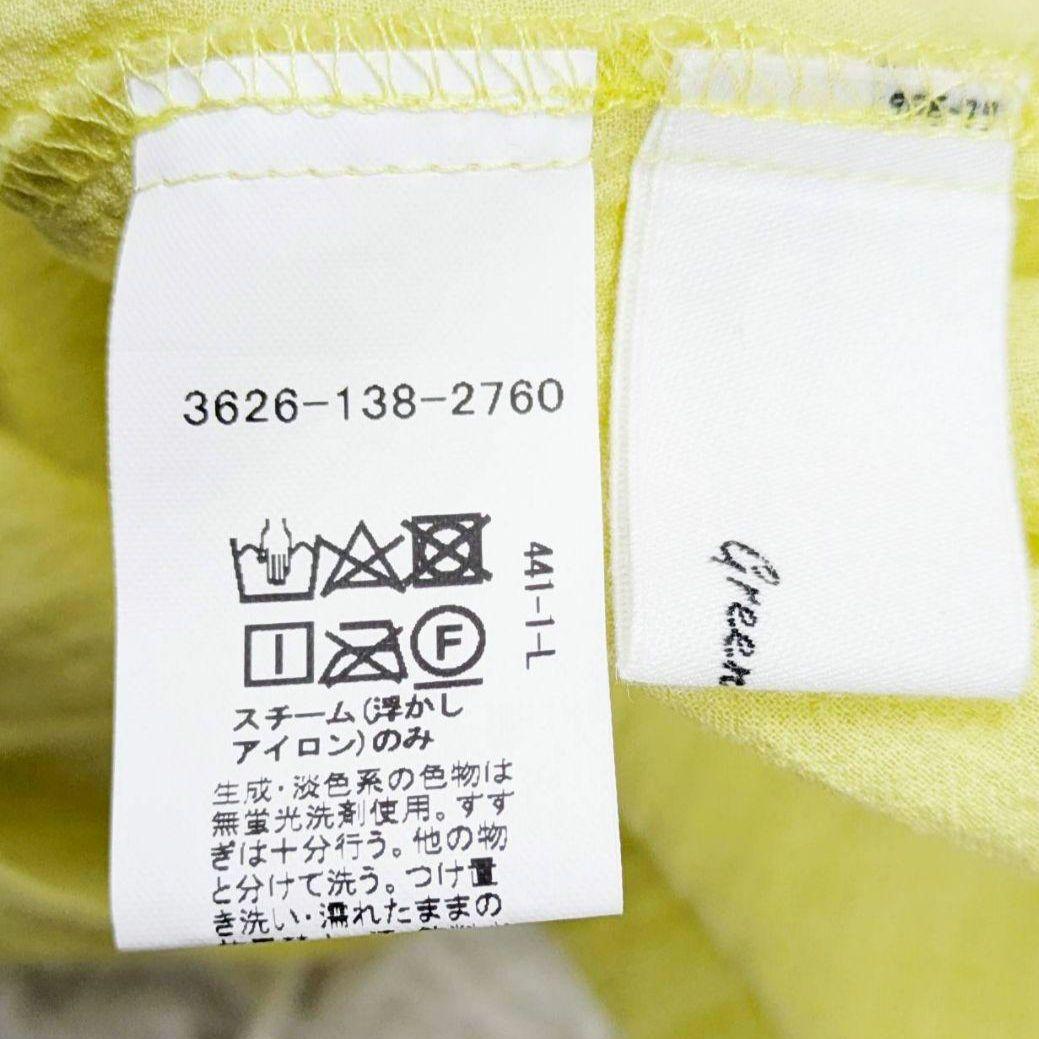 3626-138-2760
441-1-L
F
スチーム(浮かし
アイロン)のみ
生成・淡色系の色物は
無蛍光洗剤使用。すす
ぎは十分行う。他の物
と分けて洗う。つけ置
き洗い・濡れたままの
Green